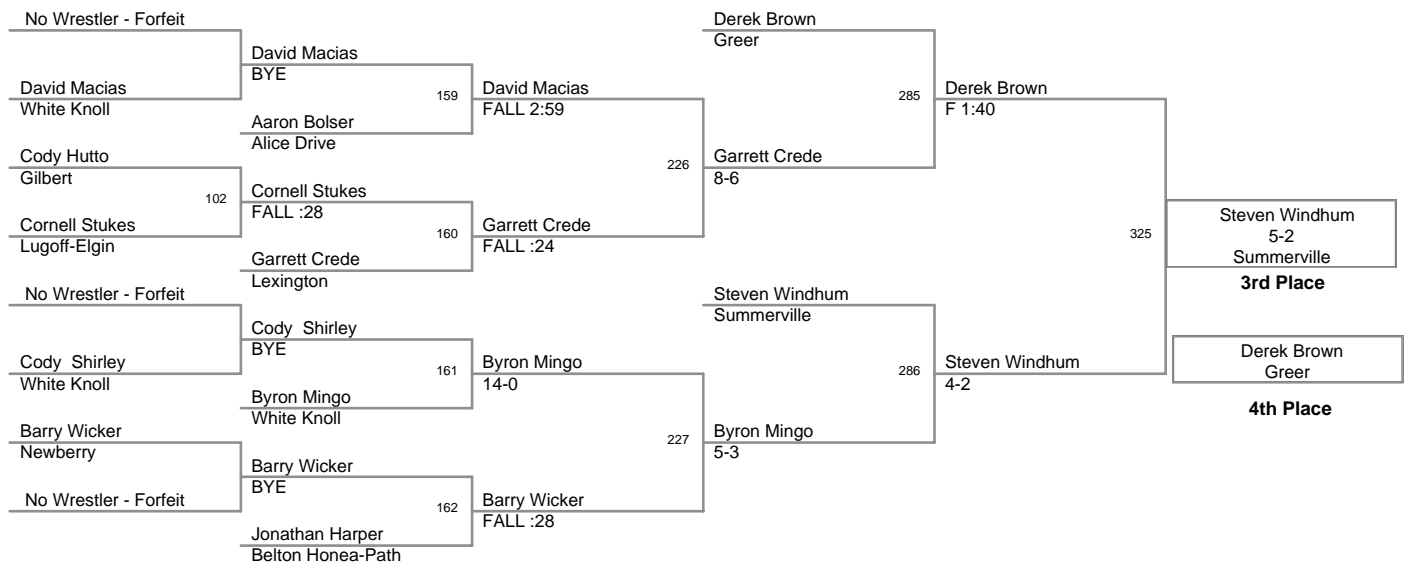 No Wrestler - Forfeit
David Macias
White Knoll
Cody Hutto
Gilbert
Cornell Stukes
Lugoff-Elgin
No Wrestler - Forfeit
Cody  Shirley
White Knoll
Barry Wicker
Newberry
No Wrestler - Forfeit
102
David Macias
BYE
Aaron Bolser
Alice Drive
Cornell Stukes
FALL :28
Garrett Crede
Lexington
Cody  Shirley
BYE
Byron Mingo
White Knoll
Barry Wicker
BYE
Jonathan Harper
Belton Honea-Path
159
160
161
162
David Macias
FALL 2:59
Garrett Crede
FALL :24
Byron Mingo
14-0
Barry Wicker
FALL :28
226
227
Derek Brown
Greer
Garrett Crede
8-6
Steven Windhum
Summerville
Byron Mingo
5-3
285
286
Derek Brown
F 1:40
Steven Windhum
4-2
325
Steven Windhum
5-2
Summerville
3rd Place
Derek Brown
Greer
4th Place